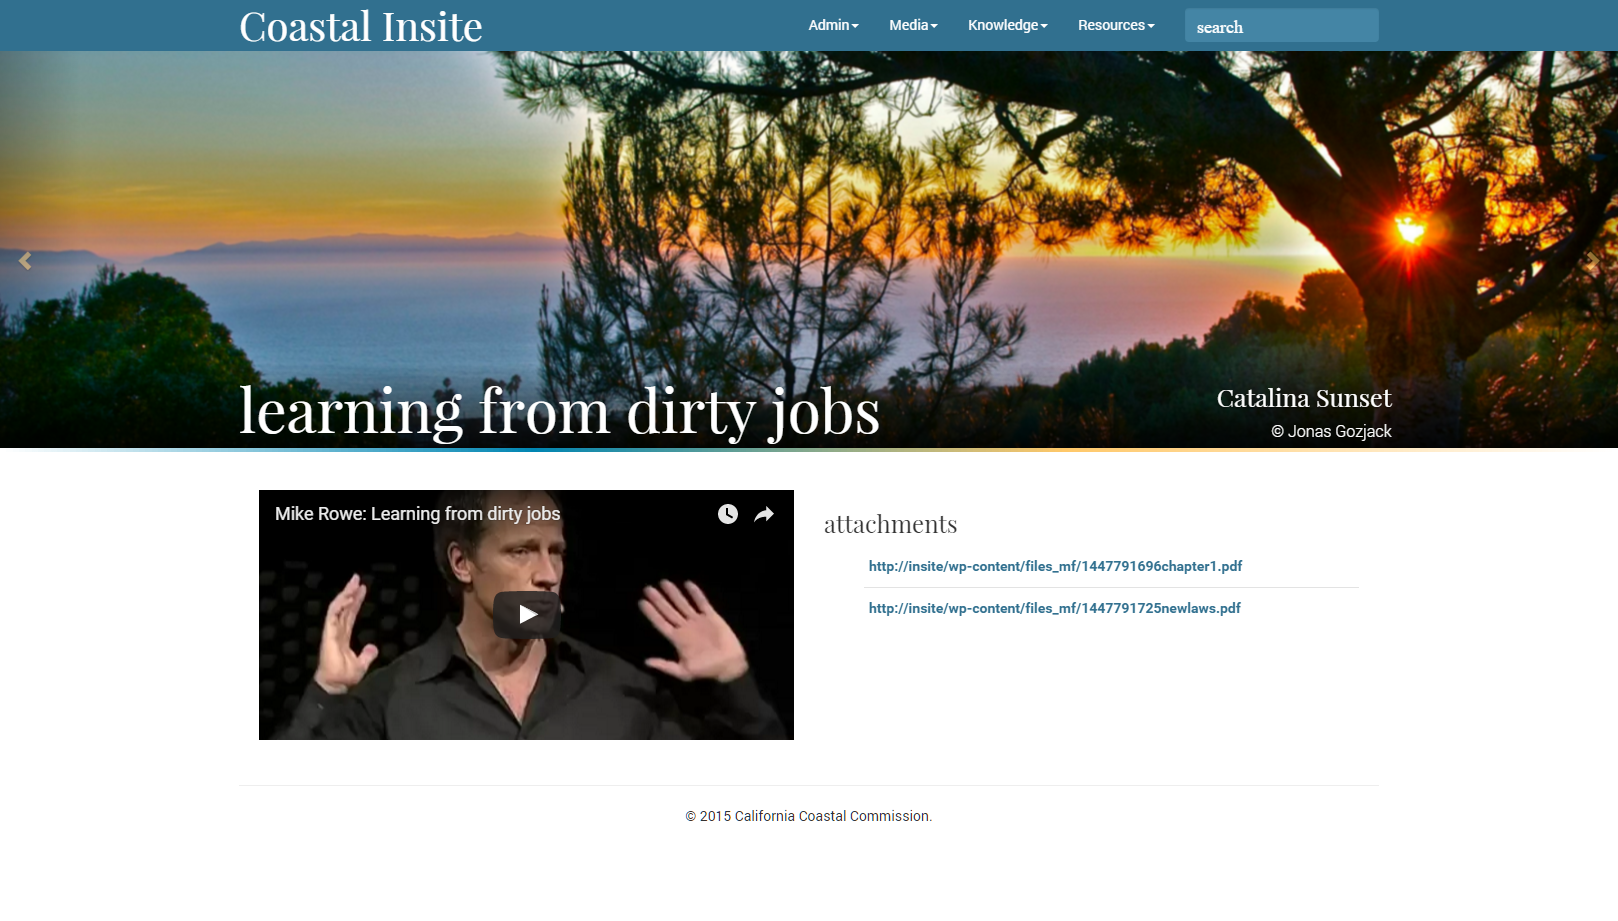 Coastal Insite
Admin Media Knowledge Resources search
learning from dirty jobs
Catalina Sunset
© Jonas Gozjack
Mike Rowe: Learning from dirty jobs
attachments
http://insite/wp-content/files_mf/1447791696chapter1.pdf
http://insite/wp-content/files_mf/1447791725newlaws.pdf
© 2015 California Coastal Commission.